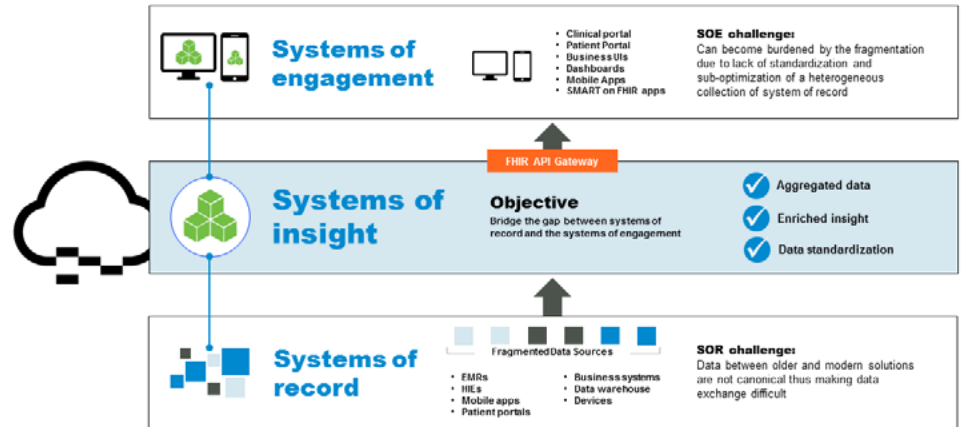 Systems of
engagement
Clinical portal
Patient Portal
Business UIs
Dashboards
Mobile Apps
SMART on FHIR apps
SOE challenge:
Can become burdened by the fragmentation
due to lack of standardization and
sub-optimization of a heterogeneous
collection of system of record
FHIR API Gateway
Systems of
insight
Objective
Bridge the gap between systems of
record and the systems of engagement
Aggregated data
Enriched insight
Data standardization
Systems of
record
Fragmented Data Sources
EMRs
HIEs
Mobile apps
Patient portals
Business systems
Data warehouse
Devices
SOR challenge:
Data between older and modern solutions
are not canonical thus making data
exchange difficult